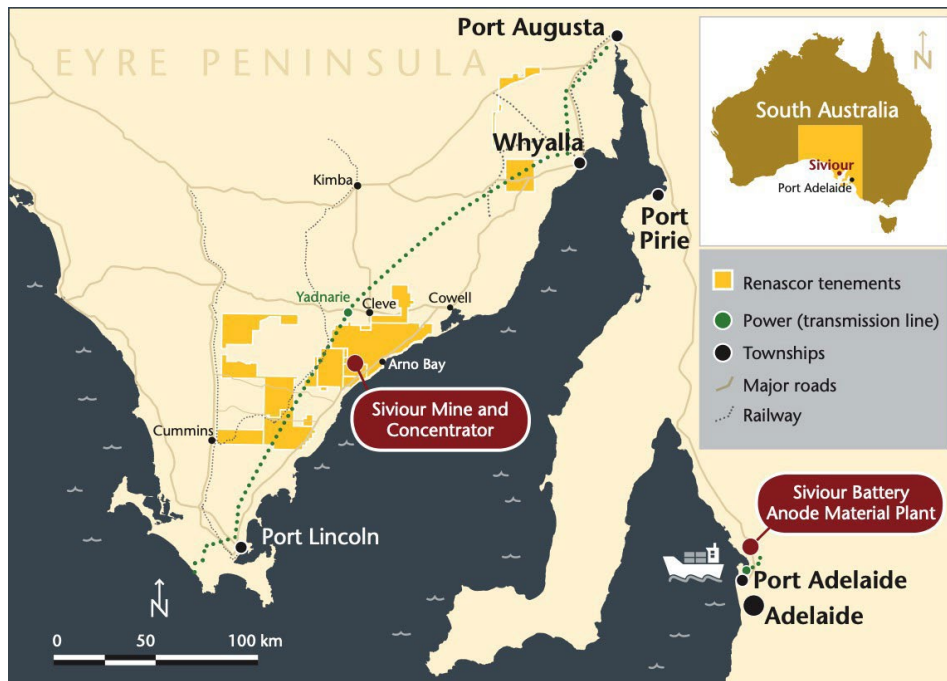 EYRE PENINSULA
Port Augusta
Whyalla
Kimba
Port
Pirie
Yadnarie
Cleve
Cowell
Arno Bay
Siviour Mine and
Concentrator
Cummins
Port Lincoln
N
0 50 100 km
Siviour Battery
Anode Material Plant
Port Adelaide
Adelaide
N
South Australia
Siviour
Port Adelaide
Renascor tenements
Power (transmission line)
Townships
Major roads
Railway